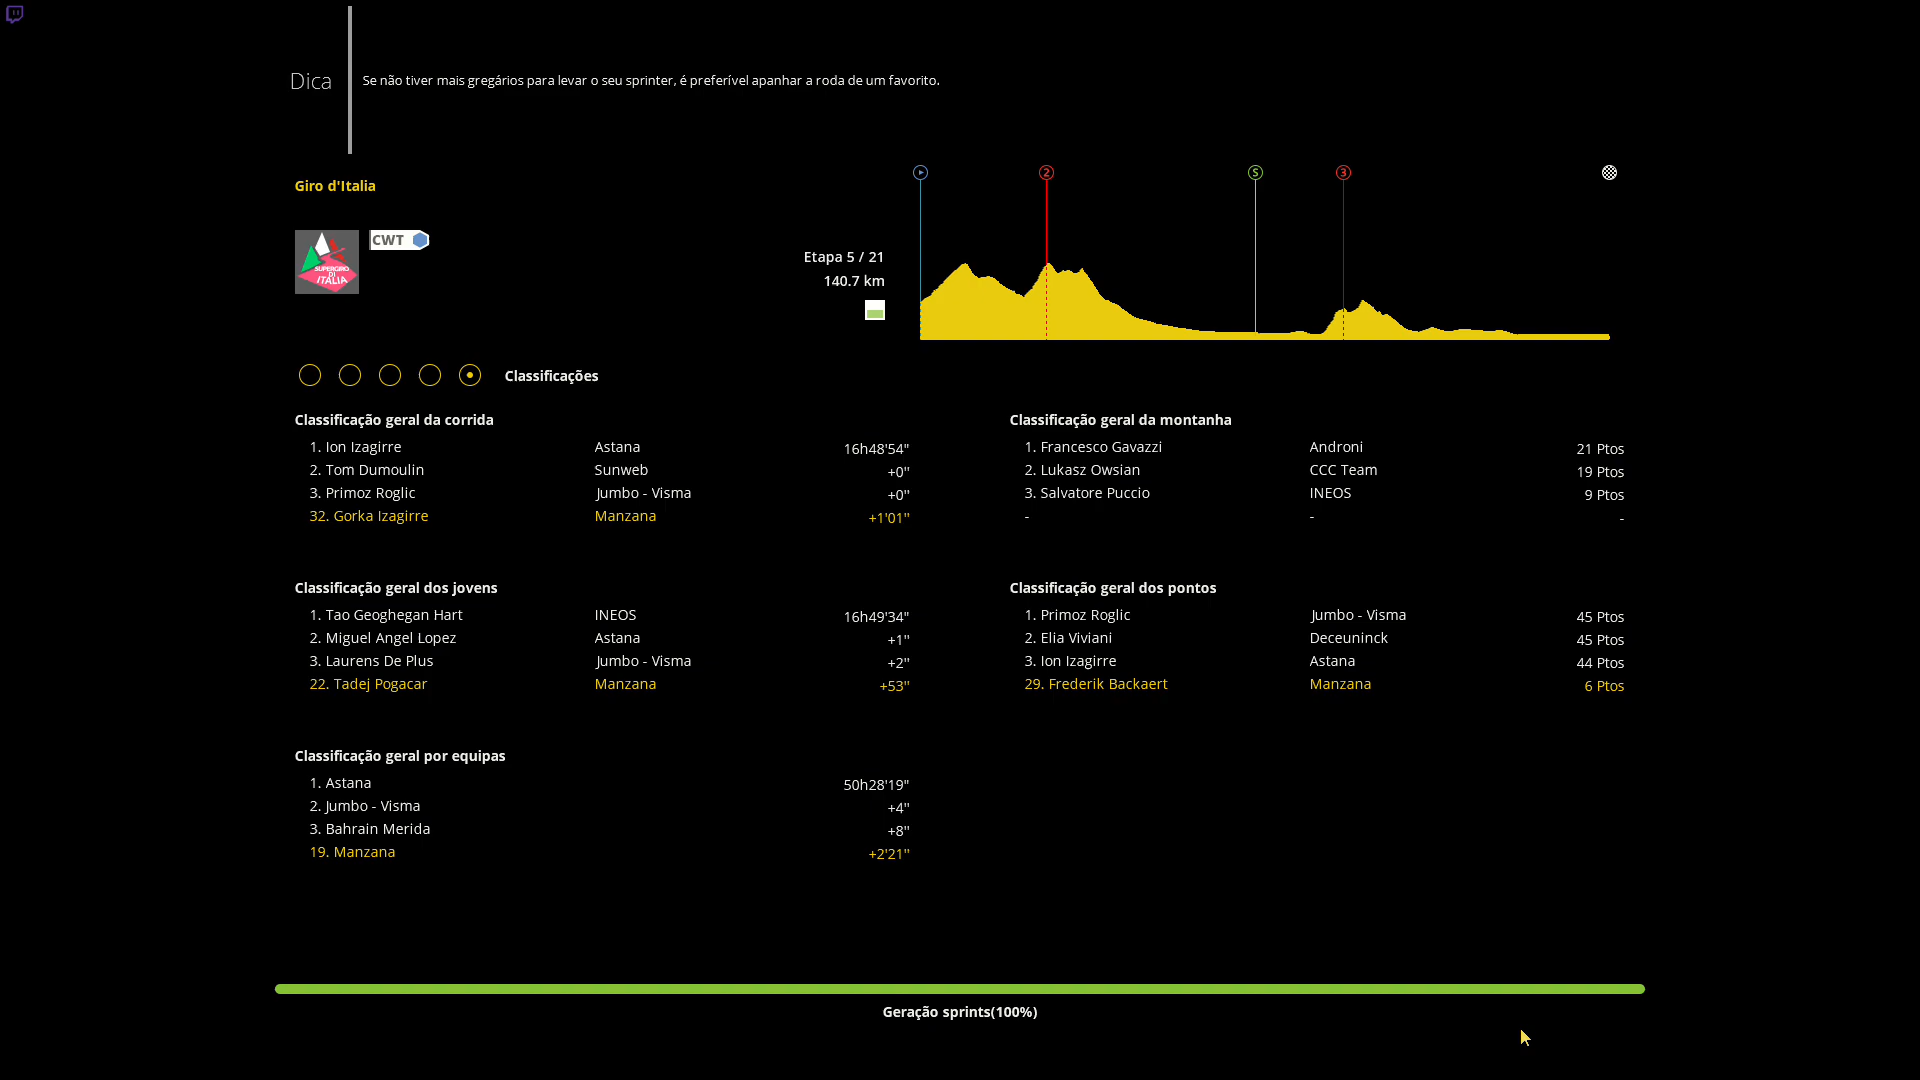 Dica
Se não tiver mais gregários para levar o seu sprinter, é preferível apanhar a roda de um favorito.
Giro d'Italia
2
S
3
SUPERGIRO
DI
ITALIA
CWT
Etapa 5 / 21
140.7 km
Classificações
Classificação geral da corrida
1. Ion Izagirre Astana 16h48'54''
2. Tom Dumoulin Sunweb +0''
3. Primoz Roglic Jumbo - Visma +0''
32. Gorka Izagirre Manzana +1'01''
Classificação geral da montanha
1. Francesco Gavazzi Androni 21 Ptos
2. Lukasz Owsian CCC Team 19 Ptos
3. Salvatore Puccio INEOS 9 Ptos
- - -
Classificação geral dos jovens
1. Tao Geoghegan Hart INEOS 16h49'34''
2. Miguel Angel Lopez Astana +1''
3. Laurens De Plus Jumbo - Visma +2''
22. Tadej Pogacar Manzana +53''
Classificação geral dos pontos
1. Primoz Roglic Jumbo - Visma 45 Ptos
2. Elia Viviani Deceuninck 45 Ptos
3. Ion Izagirre Astana 44 Ptos
29. Frederik Backaert Manzana 6 Ptos
Classificação geral por equipas
1. Astana 50h28'19''
2. Jumbo - Visma +4''
3. Bahrain Merida +8''
19. Manzana +2'21''
Geração sprints(100%)